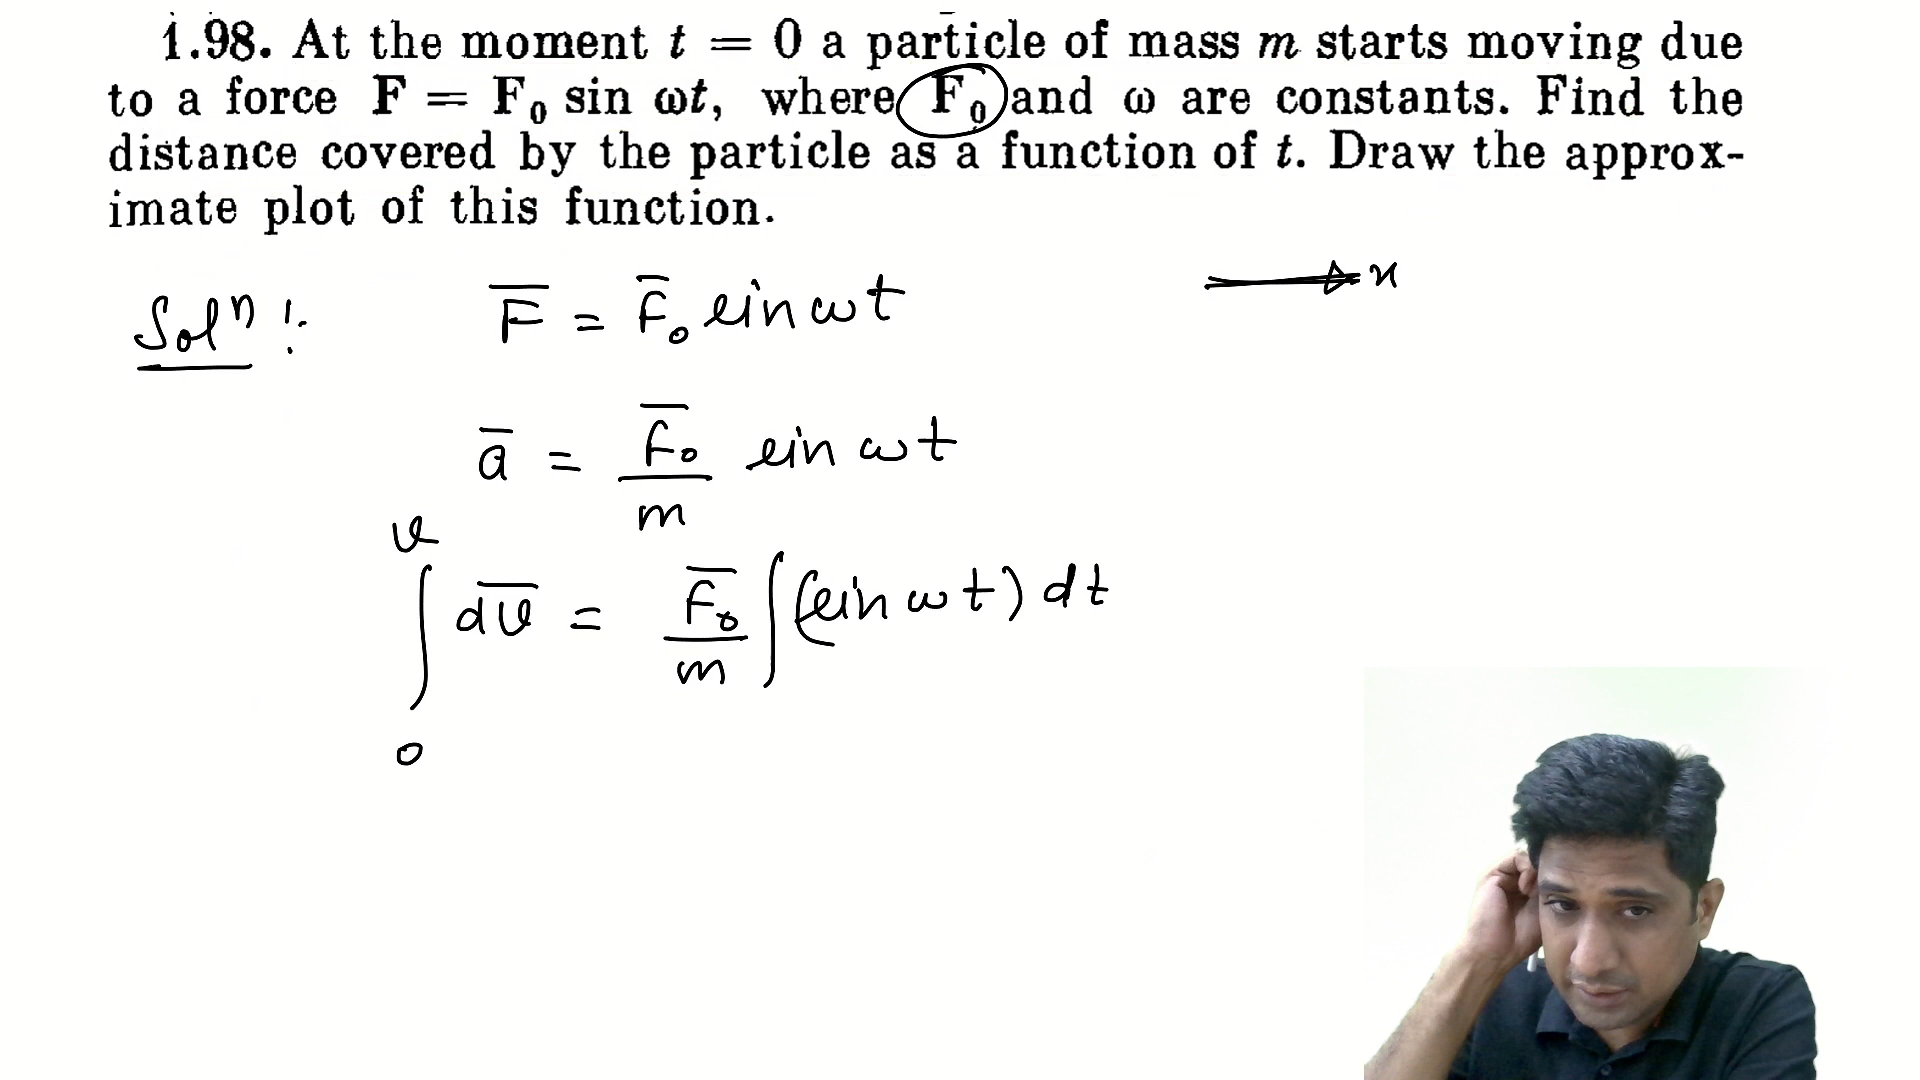 1.98. At the moment t = 0 a particle of mass m starts moving due
to a force F = F₀ sin ωt, where F₀ and ω are constants. Find the
distance covered by the particle as a function of t. Draw the approx-
imate plot of this function.
Solⁿ :
F̅ = F̅₀ sin ωt
x
a̅ = F̅₀/m sin ωt
∫₀ᵛ dv̅ = F̅₀/m ∫(sin ωt) dt